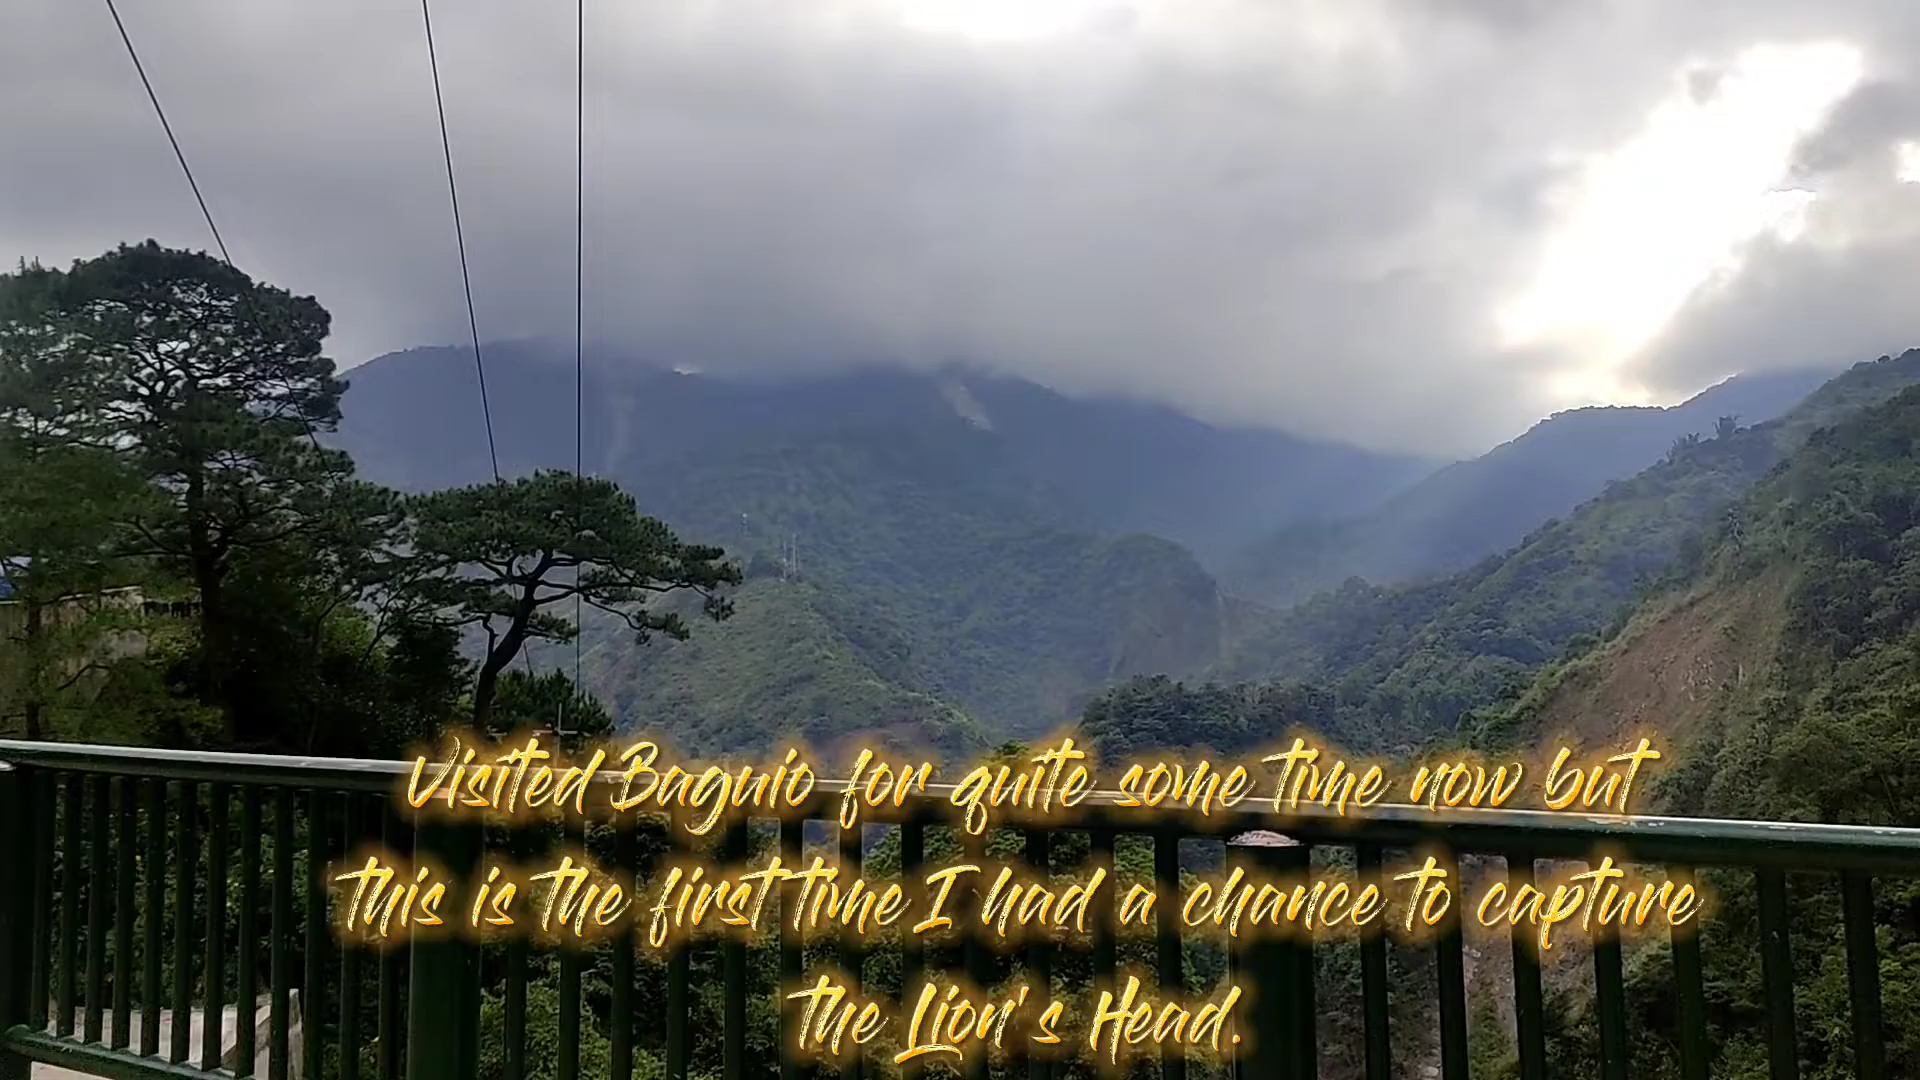 Visited Baguio for quite some time now but
this is the first time I had a chance to capture
the Lion's Head.